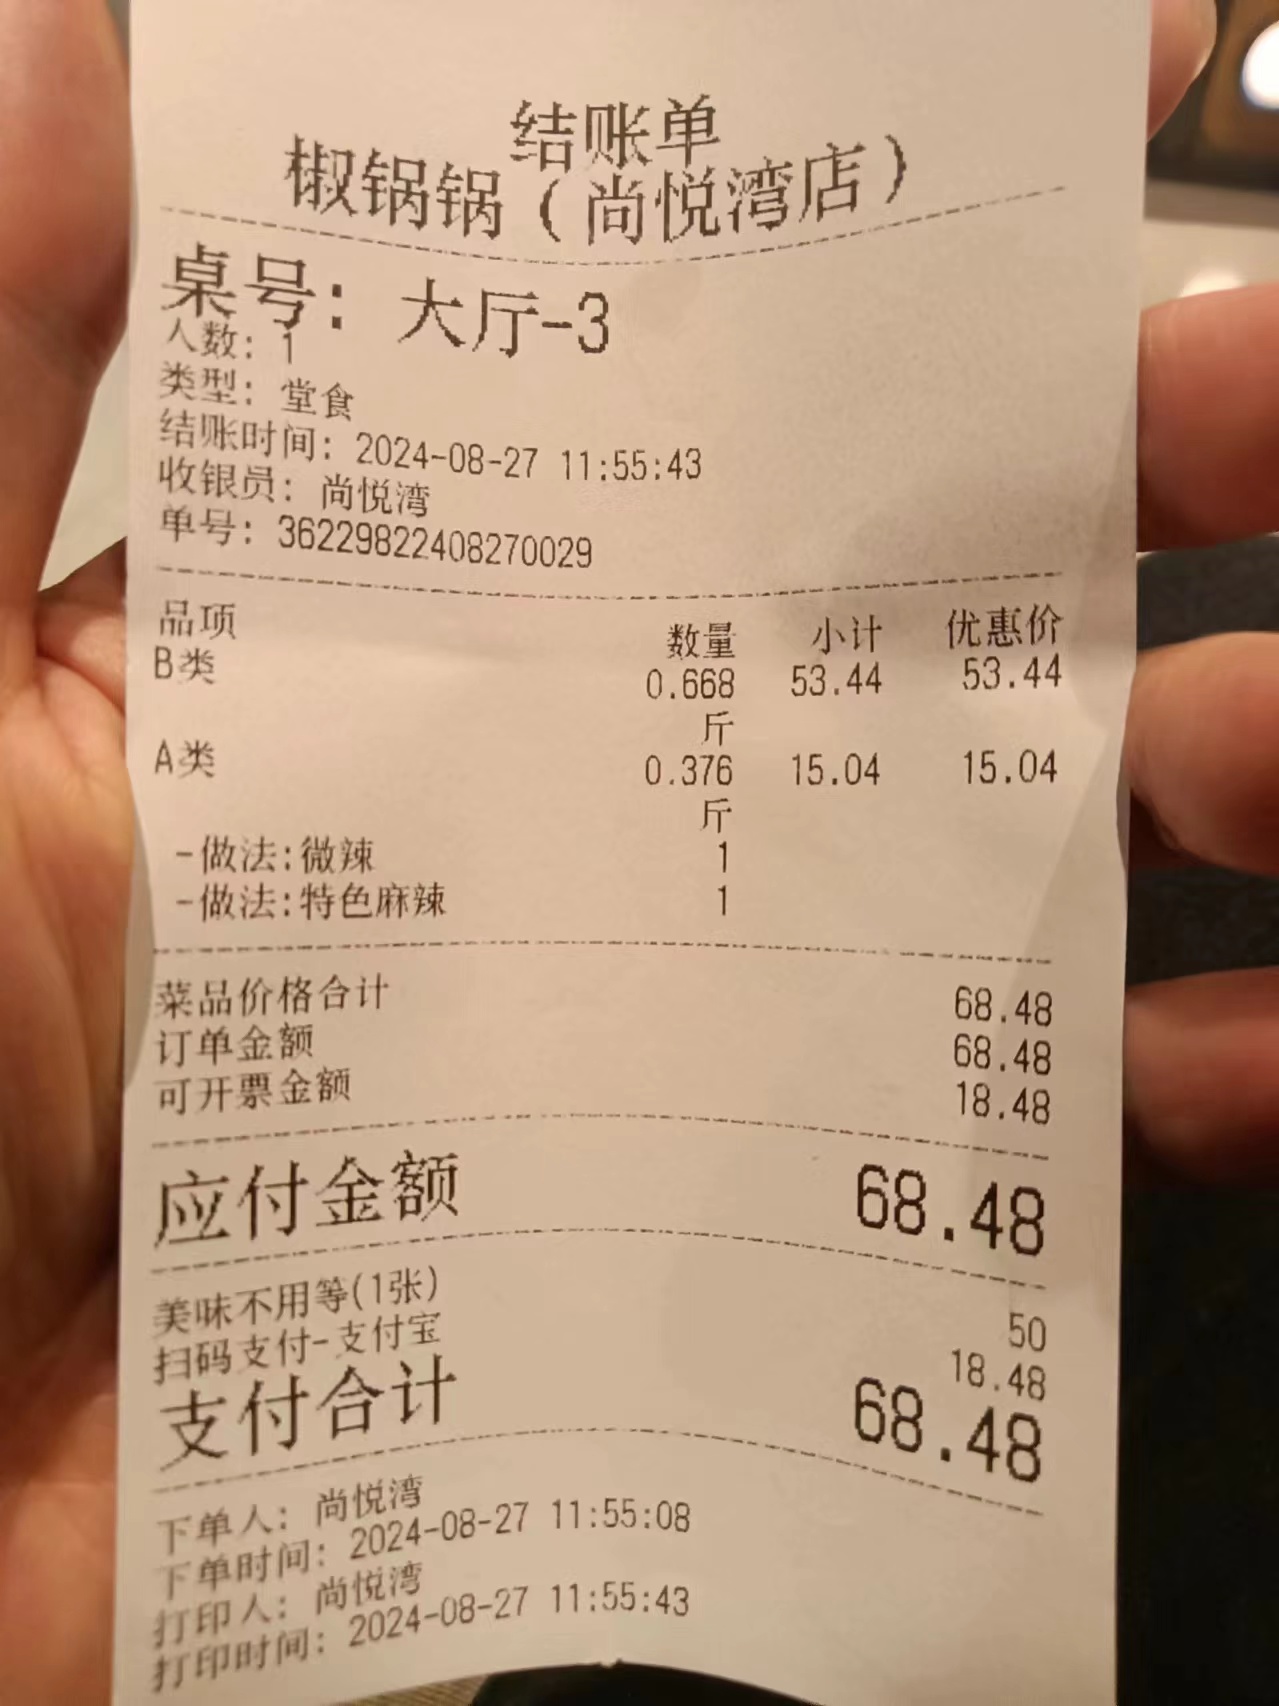 结账单
椒锅锅（尚悦湾店）
桌号：大厅-3
人数：1
类型：堂食
结账时间：2024-08-27 11:55:43
收银员：尚悦湾
单号：36229822408270029
品项 数量 小计 优惠价
B类 0.668 53.44 53.44
斤
A类 0.376 15.04 15.04
斤
-做法:微辣 1
-做法:特色麻辣 1
菜品价格合计 68.48
订单金额 68.48
可开票金额 18.48
应付金额 68.48
美味不用等(1张) 50
扫码支付-支付宝 18.48
支付合计 68.48
下单人：尚悦湾
下单时间：2024-08-27 11:55:08
打印人：尚悦湾
打印时间：2024-08-27 11:55:43